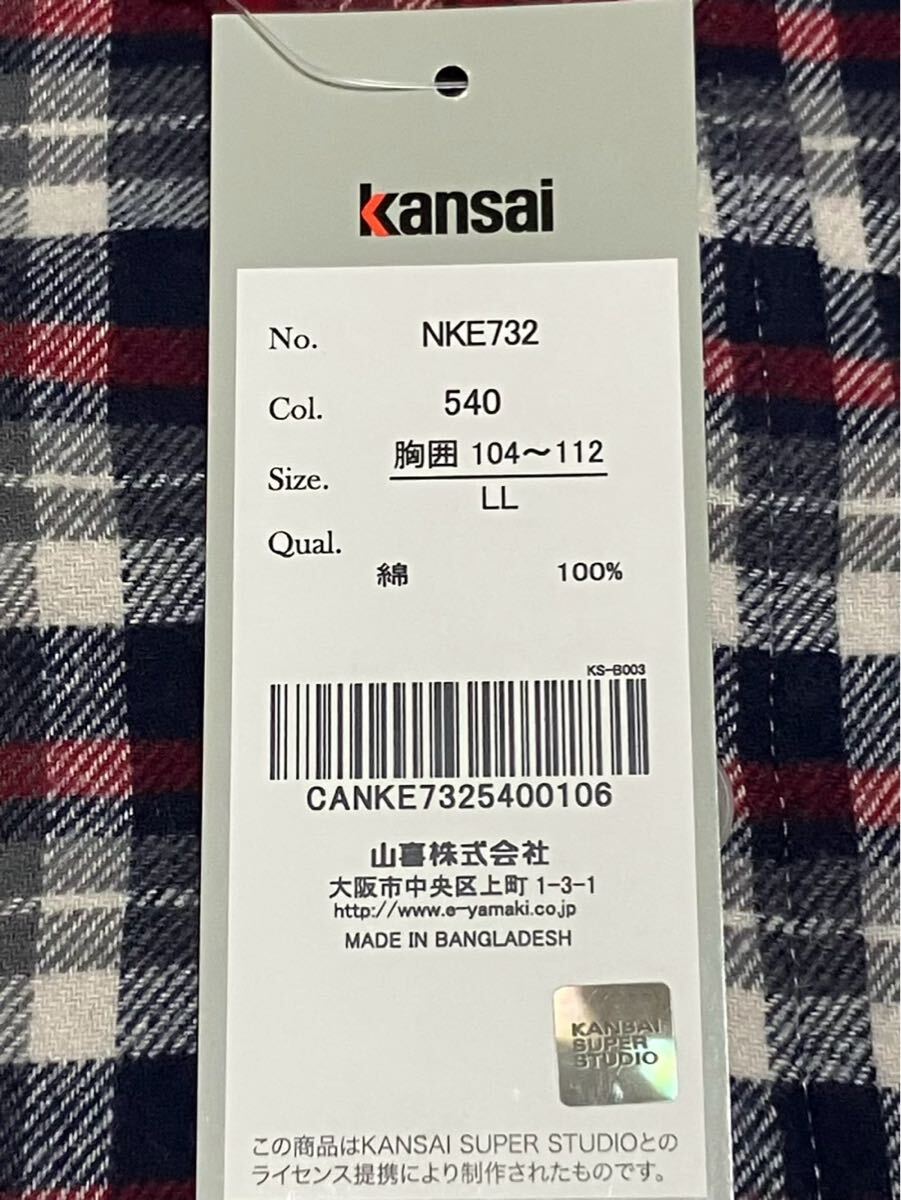 kansai
No. NKE732
Col. 540
Size. 胸囲 104～112
LL
Qual.
綿 100%
KS-B003
CANKE7325400106
山喜株式会社
大阪市中央区上町 1-3-1
http://www.e-yamaki.co.jp
MADE IN BANGLADESH
KANSAI
SUPER
STUDIO
この商品はKANSAI SUPER STUDIOとの
ライセンス提携により制作されたものです。